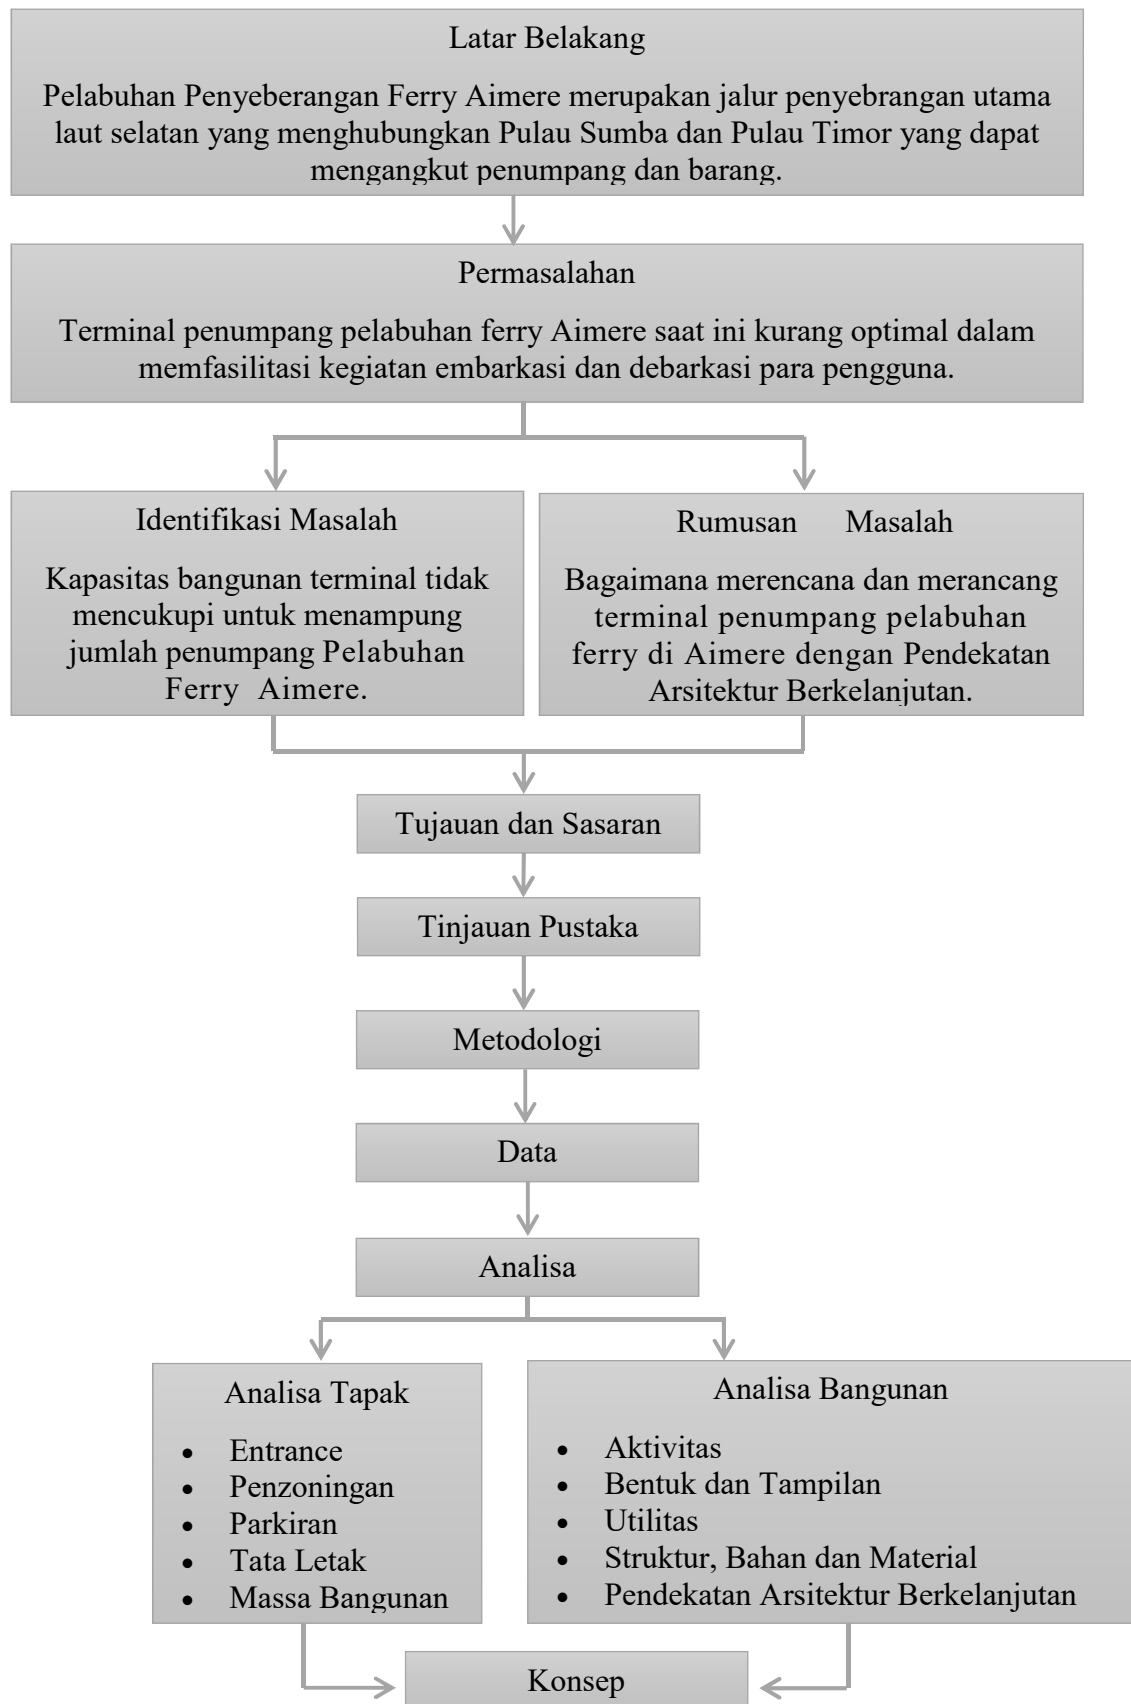 Latar Belakang
Pelabuhan Penyeberangan Ferry Aimere merupakan jalur penyebrangan utama
laut selatan yang menghubungkan Pulau Sumba dan Pulau Timor yang dapat
mengangkut penumpang dan barang.
Permasalahan
Terminal penumpang pelabuhan ferry Aimere saat ini kurang optimal dalam
memfasilitasi kegiatan embarkasi dan debarkasi para pengguna.
Identifikasi Masalah
Kapasitas bangunan terminal tidak
mencukupi untuk menampung
jumlah penumpang Pelabuhan
Ferry Aimere.
Rumusan Masalah
Bagaimana merencana dan merancang
terminal penumpang pelabuhan
ferry di Aimere dengan Pendekatan
Arsitektur Berkelanjutan.
Tujauan dan Sasaran
Tinjauan Pustaka
Metodologi
Data
Analisa
Analisa Tapak
• Entrance
• Penzoningan
• Parkiran
• Tata Letak
• Massa Bangunan
Analisa Bangunan
• Aktivitas
• Bentuk dan Tampilan
• Utilitas
• Struktur, Bahan dan Material
• Pendekatan Arsitektur Berkelanjutan
Konsep